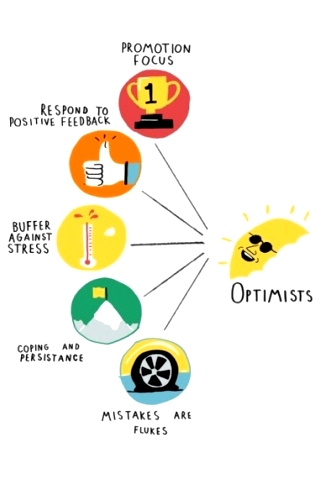 PROMOTION
FOCUS
1
RESPOND TO
POSITIVE FEEDBACK
BUFFER
AGAINST
STRESS
OPTIMISTS
COPING AND
PERSISTANCE
MISTAKES ARE
FLUKES